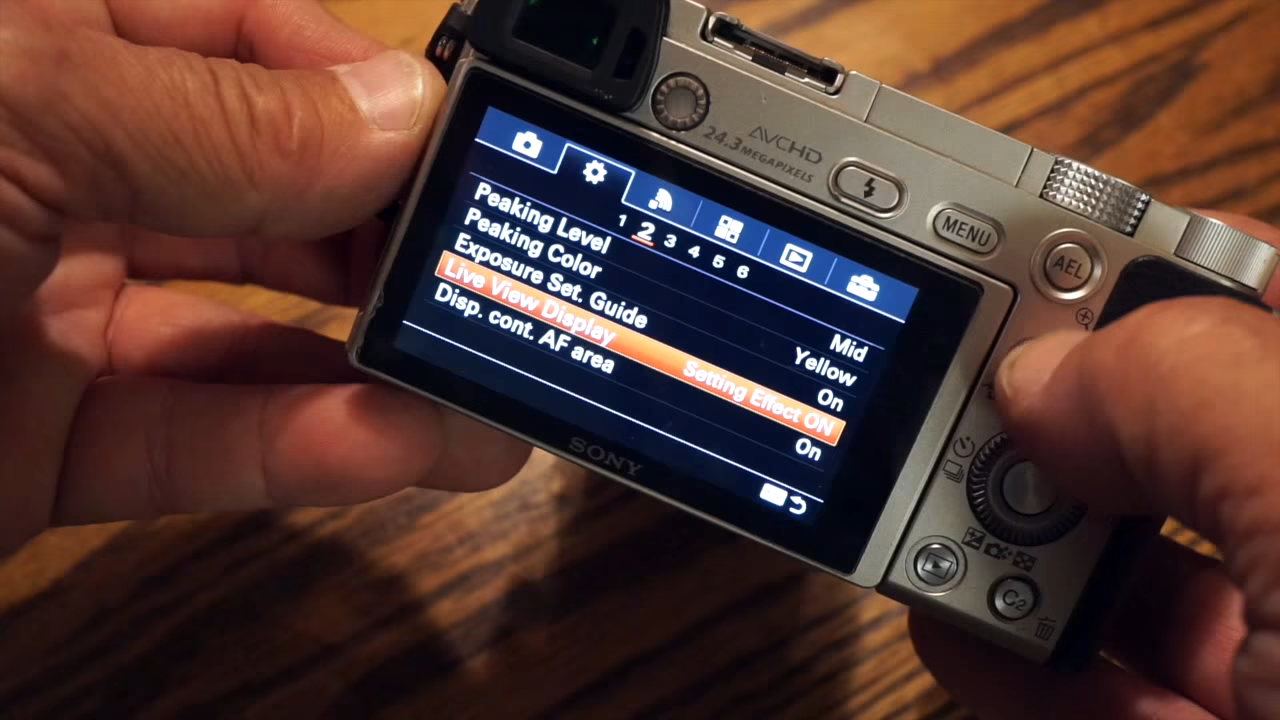 AVCHD
24.3 MEGAPIXELS
MENU
AEL
1 2 3 4 5 6
Peaking Level Mid
Peaking Color Yellow
Exposure Set. Guide On
Live View Display Setting Effect ON
Disp. cont. AF area On
SONY
C2